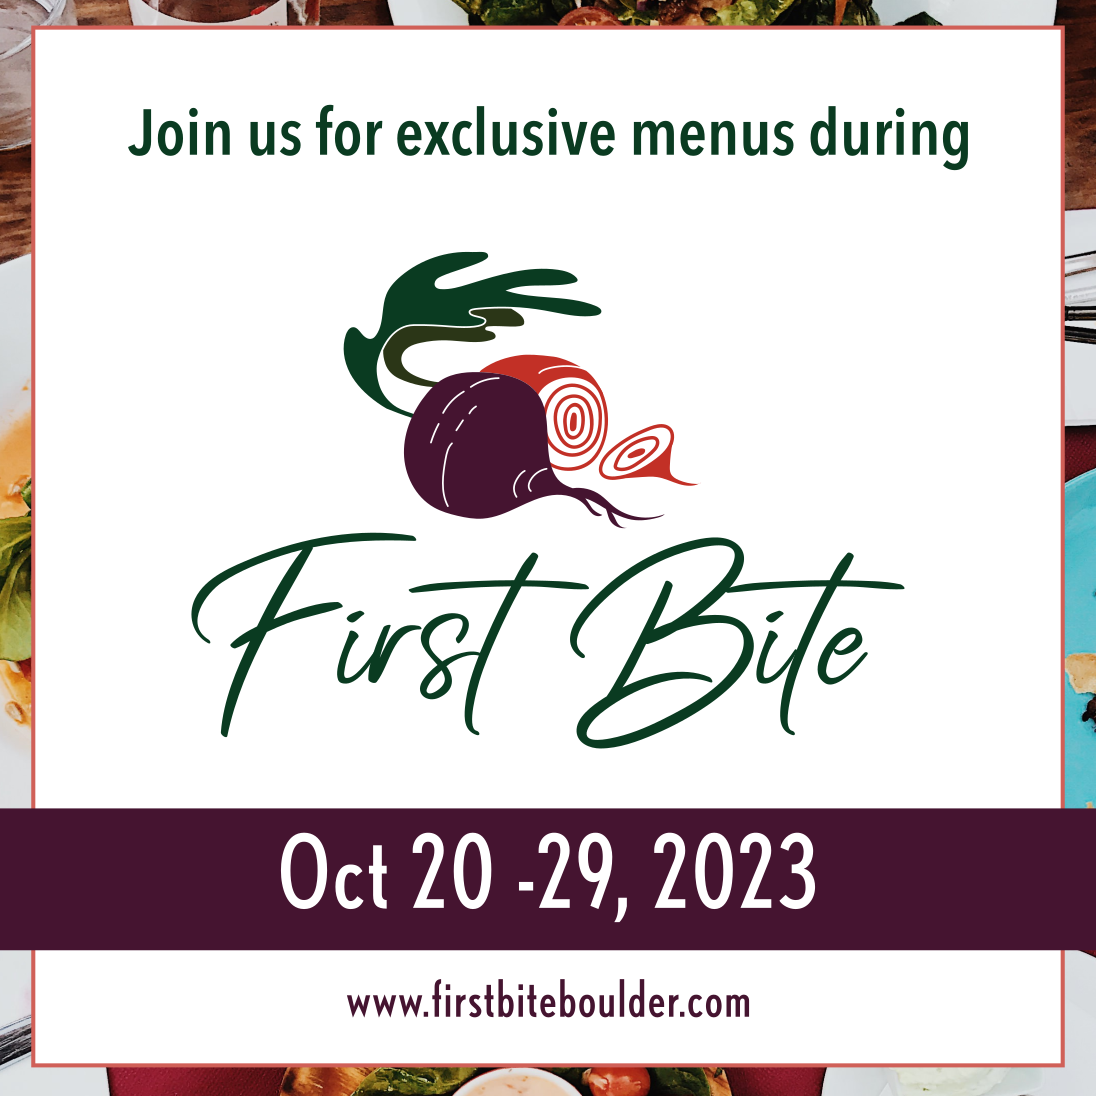 Join us for exclusive menus during
First Bite
Oct 20 -29, 2023
www.firstbiteboulder.com